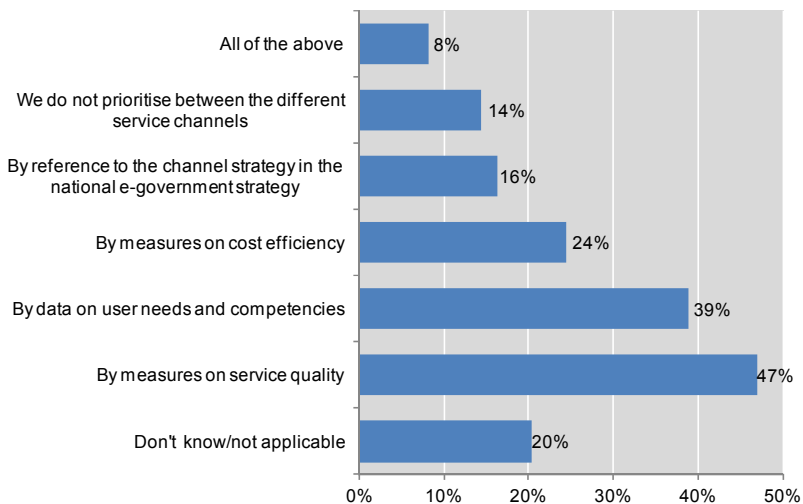 All of the above
8%
We do not prioritise between the different
service channels
14%
By reference to the channel strategy in the
national e-government strategy
16%
By measures on cost efficiency
24%
By data on user needs and competencies
39%
By measures on service quality
47%
Don't know/not applicable
20%
0% 10% 20% 30% 40% 50%